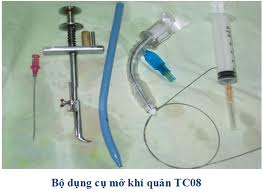 Bộ dụng cụ mở khí quản TC08